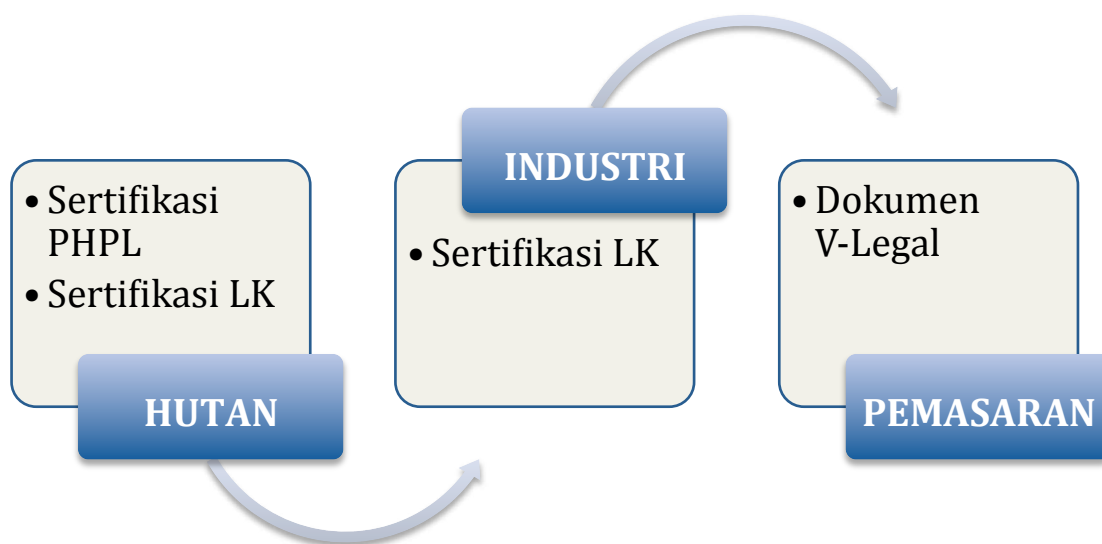 • Sertifikasi
PHPL
• Sertifikasi LK
HUTAN
INDUSTRI
• Sertifikasi LK
• Dokumen
V-Legal
PEMASARAN